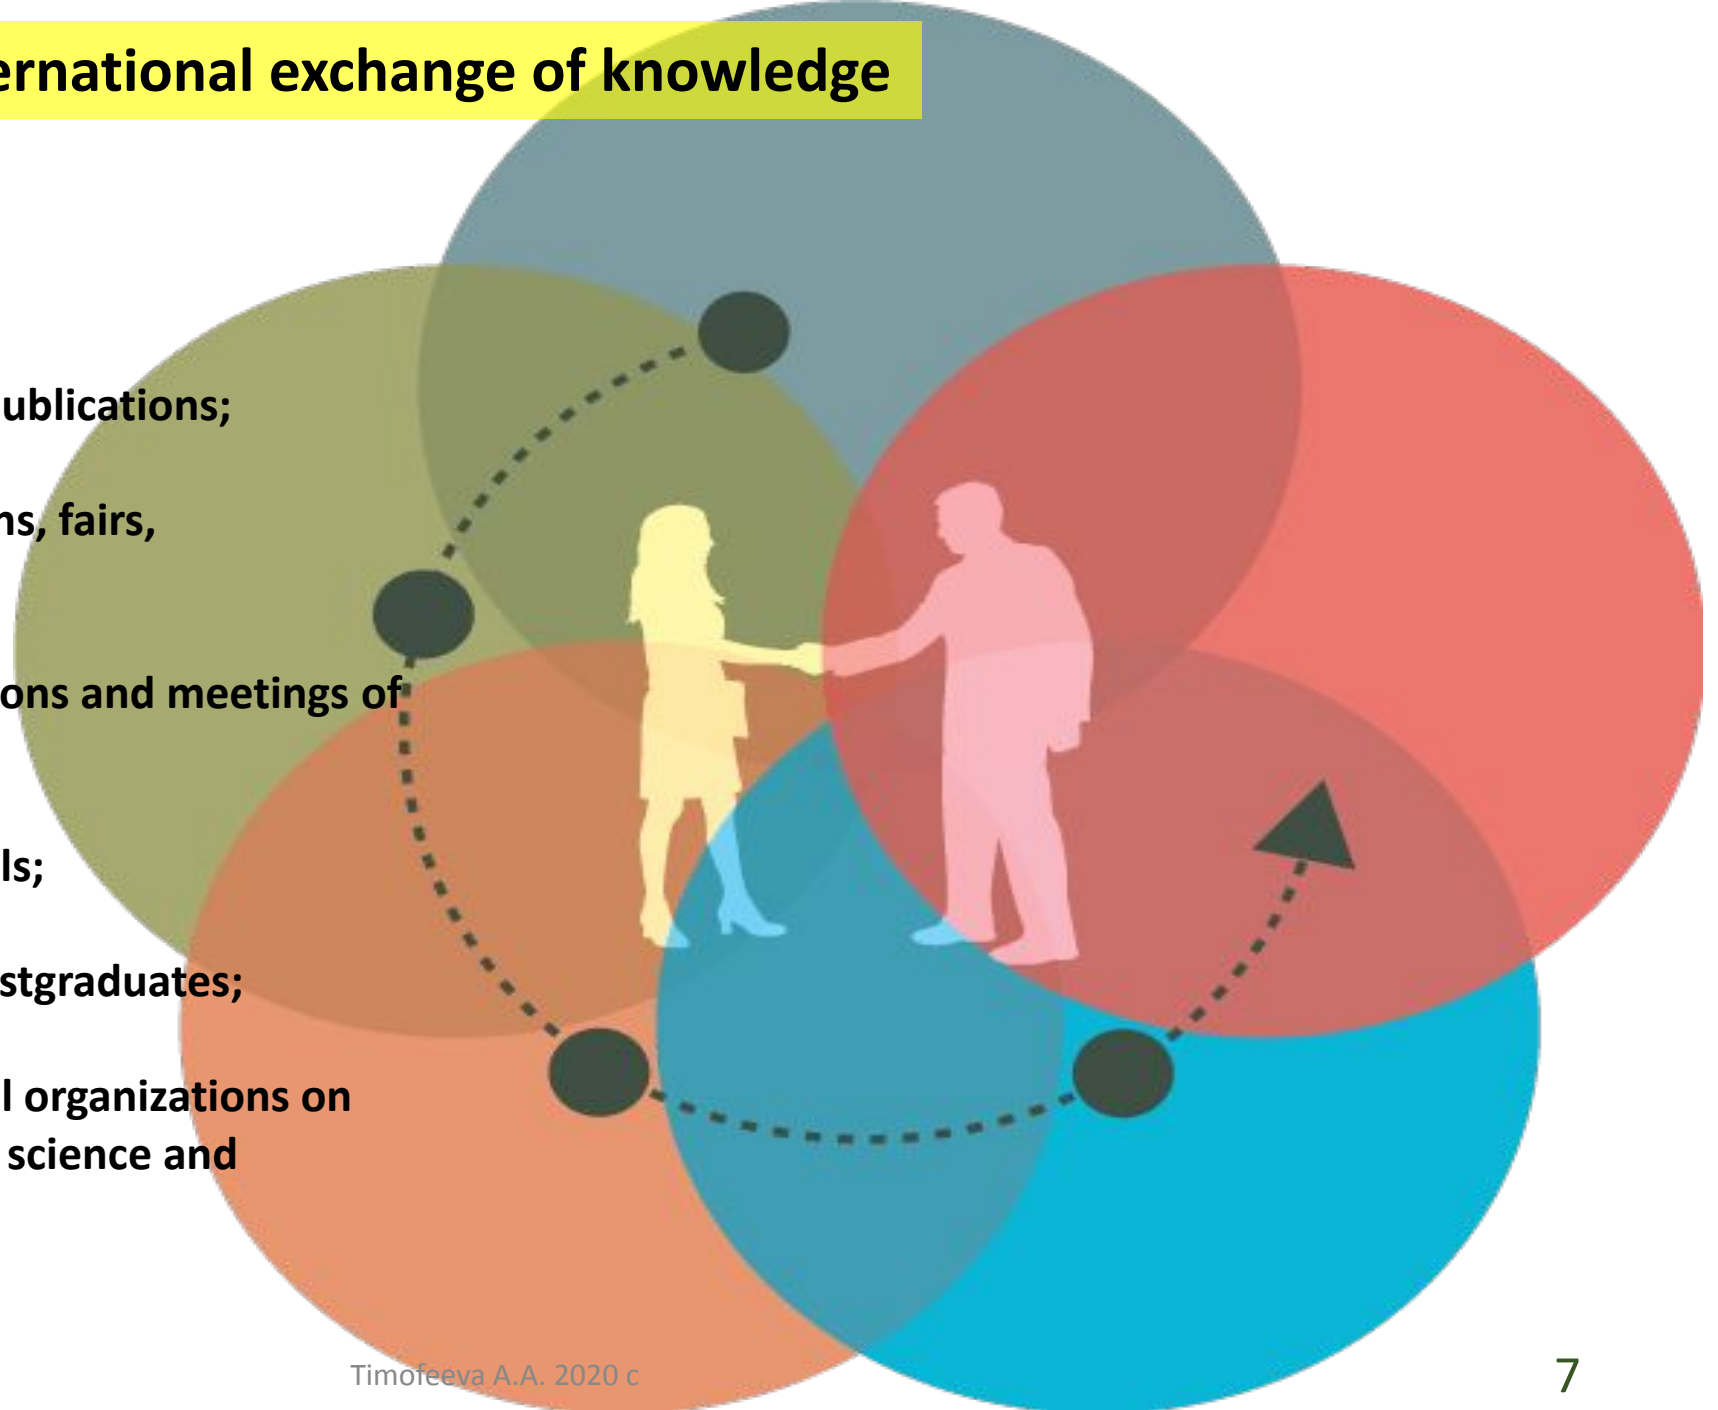 ernational exchange of knowledge
ublications;
ns, fairs,
ons and meetings of
ls;
stgraduates;
l organizations on
science and
Timofeeva A.A. 2020 c
7